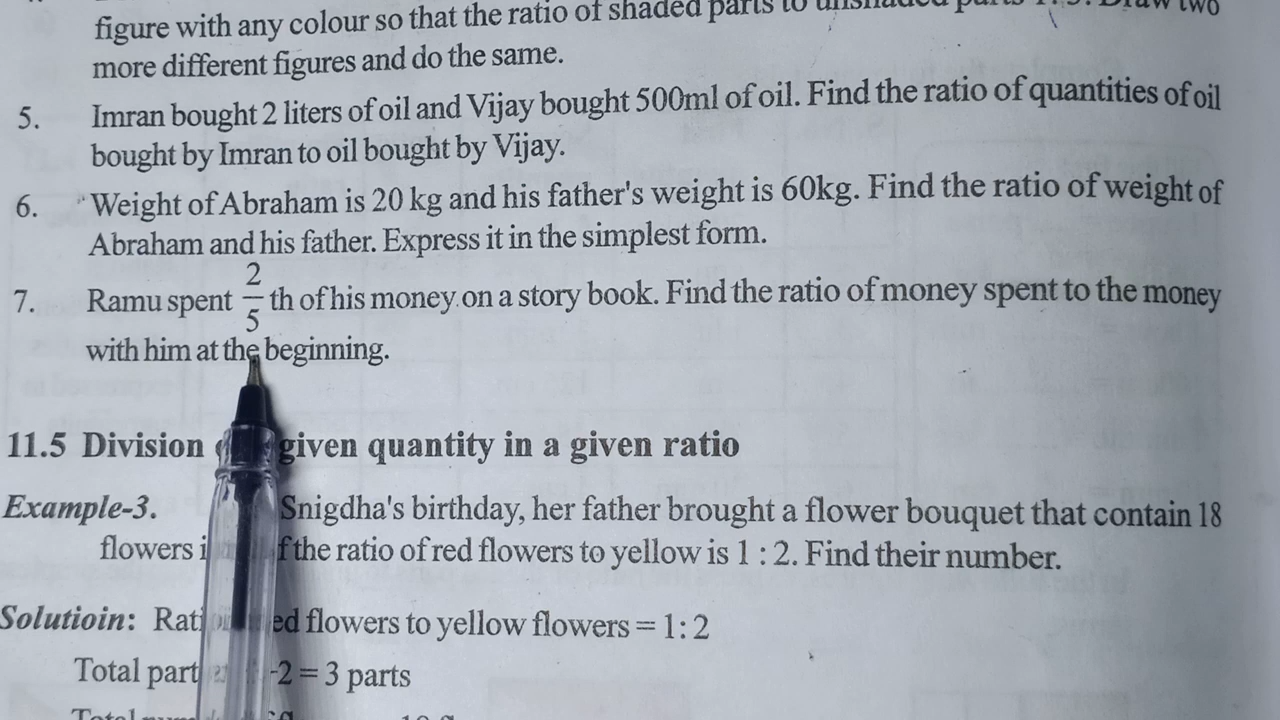 figure with any colour so that the ratio of shaded parts to unshaded parts two
more different figures and do the same.
5. Imran bought 2 liters of oil and Vijay bought 500ml of oil. Find the ratio of quantities of oil
bought by Imran to oil bought by Vijay.
6. Weight of Abraham is 20 kg and his father's weight is 60kg. Find the ratio of weight of
Abraham and his father. Express it in the simplest form.
7. Ramu spent 2/5 th of his money on a story book. Find the ratio of money spent to the money
with him at the beginning.
11.5 Division given quantity in a given ratio
Example-3. Snigdha's birthday, her father brought a flower bouquet that contain 18
flowers the ratio of red flowers to yellow is 1 : 2. Find their number.
Solutioin: flowers to yellow flowers = 1: 2
Total 2 = 3 parts